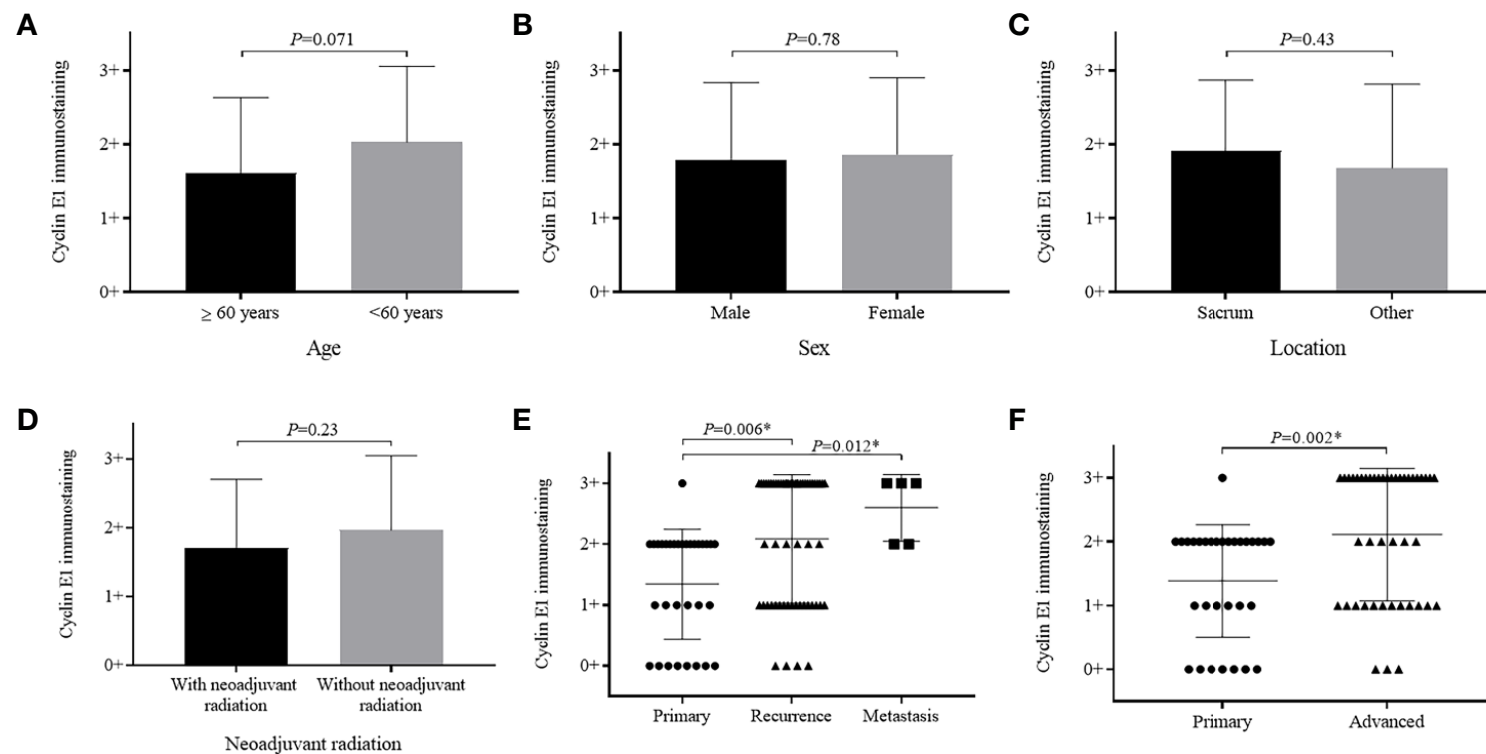 A
Cyclin E1 immunostaining
3+
2+
1+
0+
P=0.071
≥ 60 years
<60 years
Age
B
Cyclin E1 immunostaining
3+
2+
1+
0+
P=0.78
Male
Female
Sex
C
Cyclin E1 immunostaining
3+
2+
1+
0+
P=0.43
Sacrum
Other
Location
D
Cyclin E1 immunostaining
3+
2+
1+
0+
P=0.23
With neoadjuvant
radiation
Without neoadjuvant
radiation
Neoadjuvant radiation
E
Cyclin E1 immunostaining
3+
2+
1+
0+
P=0.006*
P=0.012*
Primary
Recurrence
Metastasis
F
Cyclin E1 immunostaining
3+
2+
1+
0+
P=0.002*
Primary
Advanced